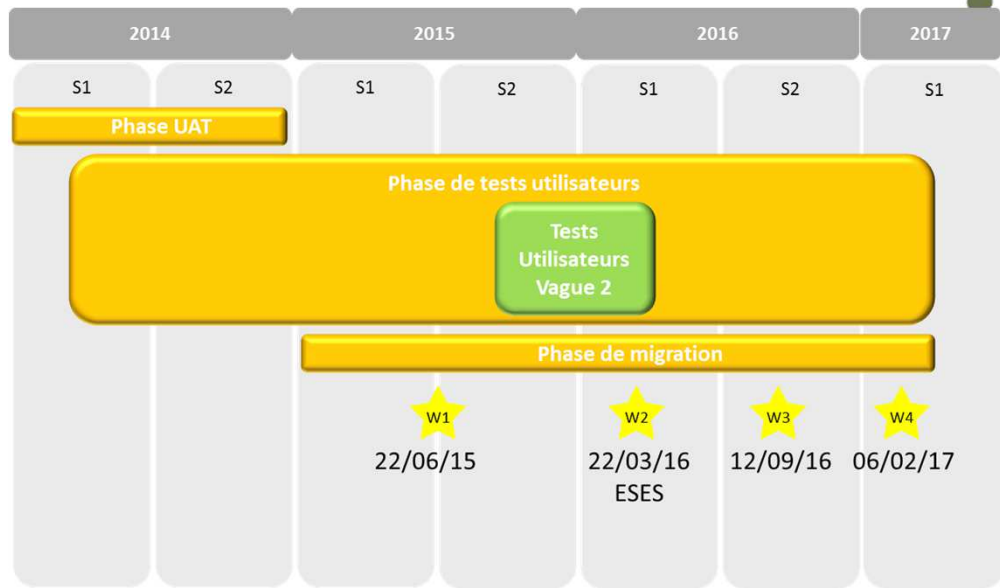 2014 2015 2016 2017
S1 S2 S1 S2 S1 S2 S1
Phase UAT
Phase de tests utilisateurs
Tests
Utilisateurs
Vague 2
Phase de migration
W1 W2 W3 W4
22/06/15 22/03/16 12/09/16 06/02/17
ESES